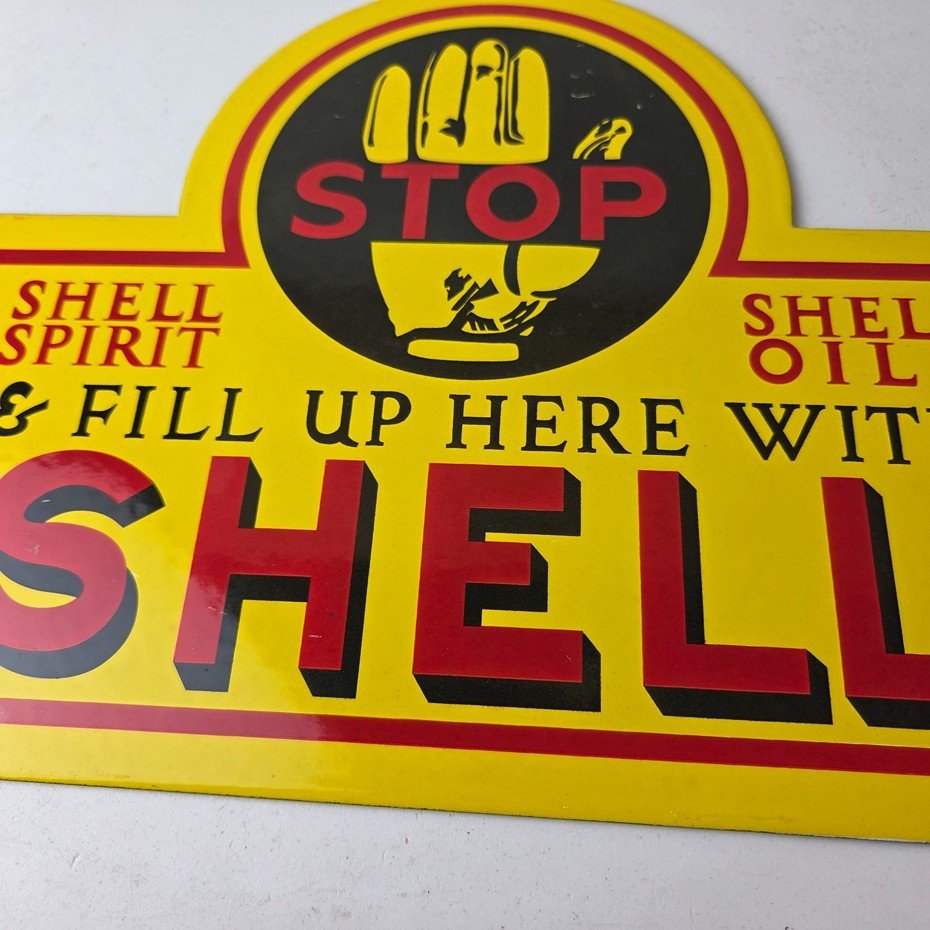 STOP
SHELL
SPIRIT
SHEL
OIL
& FILL UP HERE WIT
SHELL